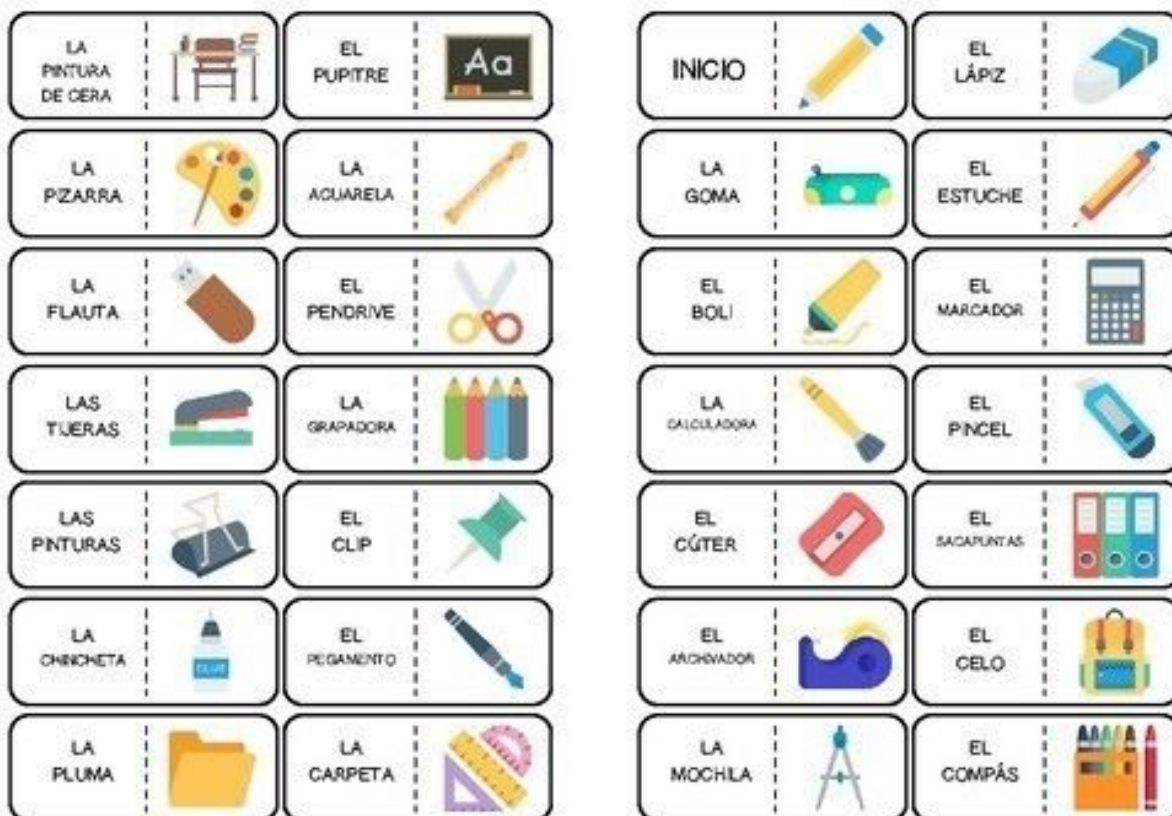 LA
PINTURA
DE CERA
EL
PUPITRE
Aa
LA
PIZARRA
LA
ACUARELA
LA
FLAUTA
EL
PENDRIVE
LAS
TIJERAS
LA
GRAPADORA
LAS
PINTURAS
EL
CLIP
LA
CHINCHETA
GLUE
EL
PEGAMENTO
LA
PLUMA
LA
CARPETA
INICIO
EL
LÁPIZ
LA
GOMA
EL
ESTUCHE
EL
BOLI
EL
MARCADOR
LA
CALCULADORA
EL
PINCEL
EL
CÚTER
EL
SACAPUNTAS
EL
ARCHIVADOR
EL
CELO
LA
MOCHILA
EL
COMPÁS